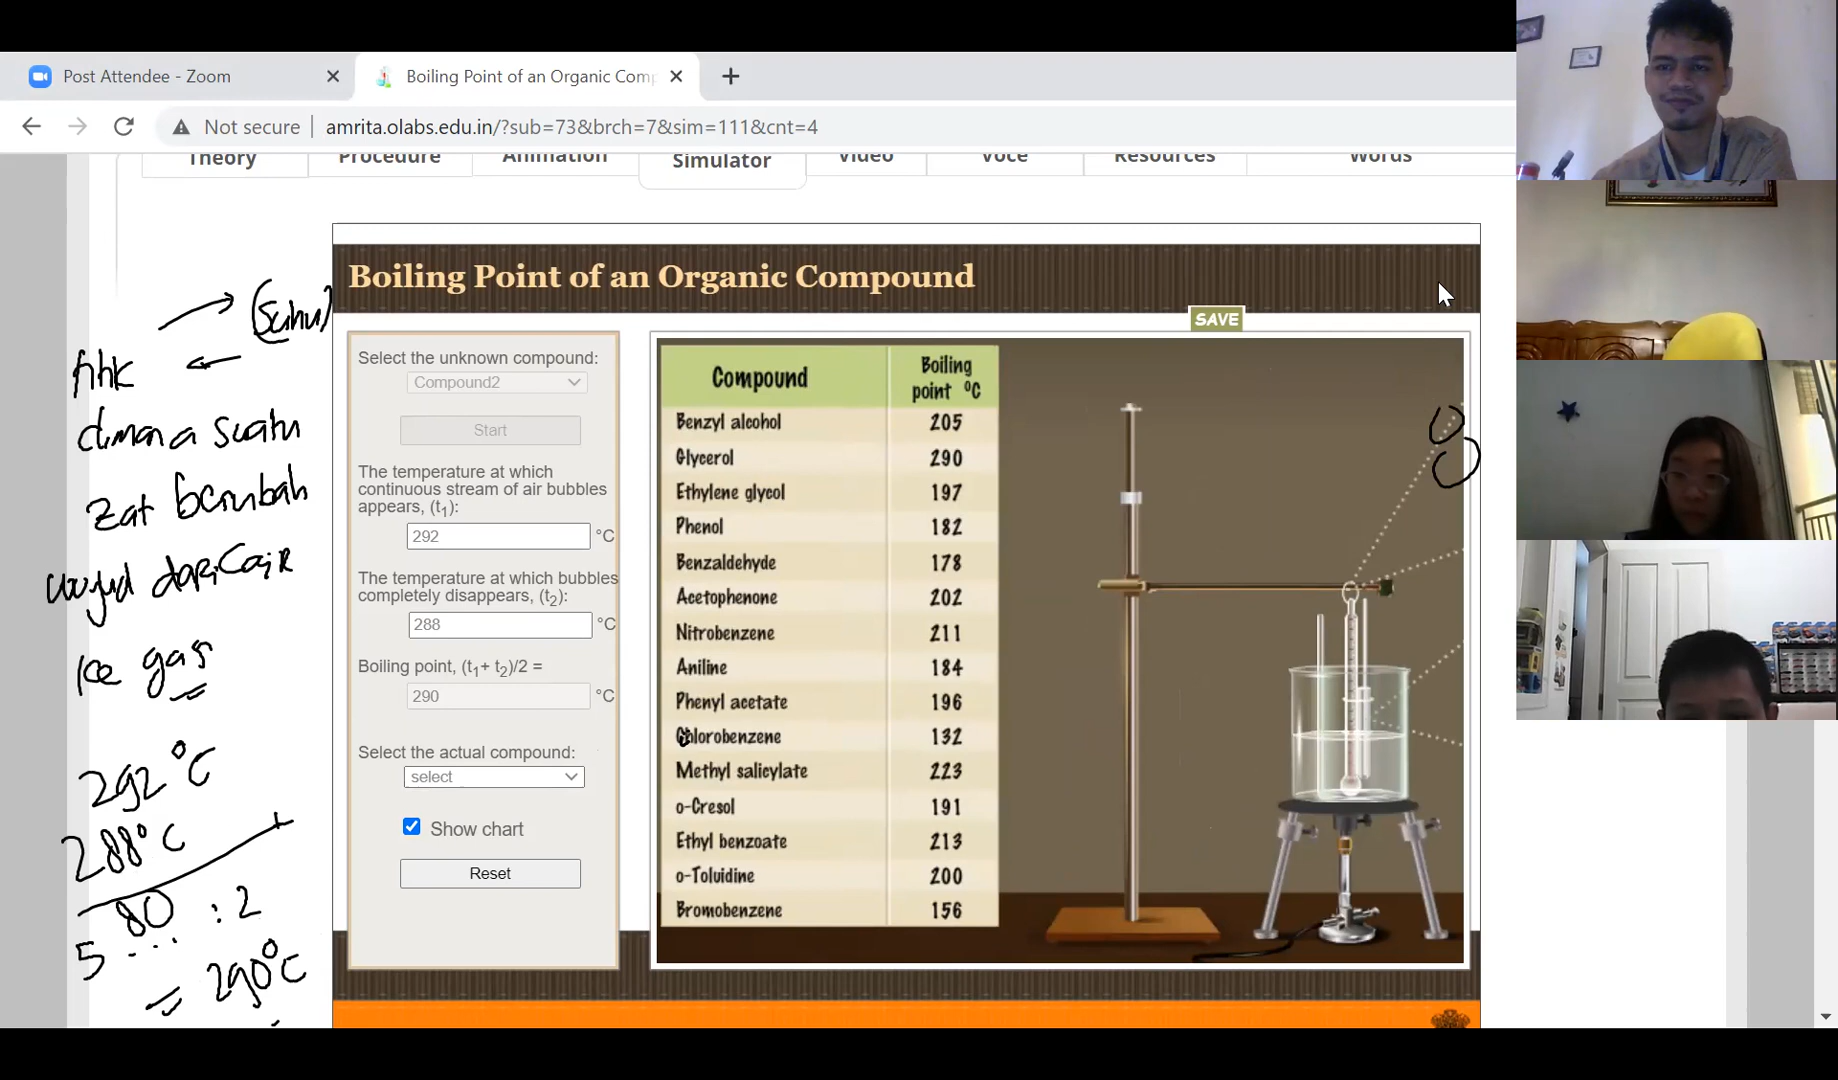 Post Attendee - Zoom
Boiling Point of an Organic Comp
Not secure
amrita.olabs.edu.in/?sub=73&brch=7&sim=111&cnt=4
Theory
Procedure
Animation
Simulator
Video
Voce
Resources
Words
Boiling Point of an Organic Compound
SAVE
Select the unknown compound:
Compound2
Start
The temperature at which
continuous stream of air bubbles
appears, (t1):
292 °C
The temperature at which bubbles
completely disappears, (t2):
288 °C
Boiling point, (t1+ t2)/2 =
290 °C
Select the actual compound:
select
Show chart
Reset
Compound Boiling point °C
Benzyl alcohol 205
Glycerol 290
Ethylene glycol 197
Phenol 182
Benzaldehyde 178
Acetophenone 202
Nitrobenzene 211
Aniline 184
Phenyl acetate 196
Chlorobenzene 132
Methyl salicylate 223
o-Cresol 191
Ethyl benzoate 213
o-Toluidine 200
Bromobenzene 156
(Suhu)
dimana suatu
zat berubah
wujud dari cair
ke gas
292 °C
288°C
580 : 2
= 290°C